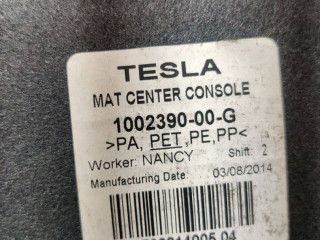 TESLA
MAT CENTER CONSOLE
1002390-00-G
>PA, PET,PE,PP<
Worker: NANCY Shift: 2
Manufacturing Date: 03/08/2014